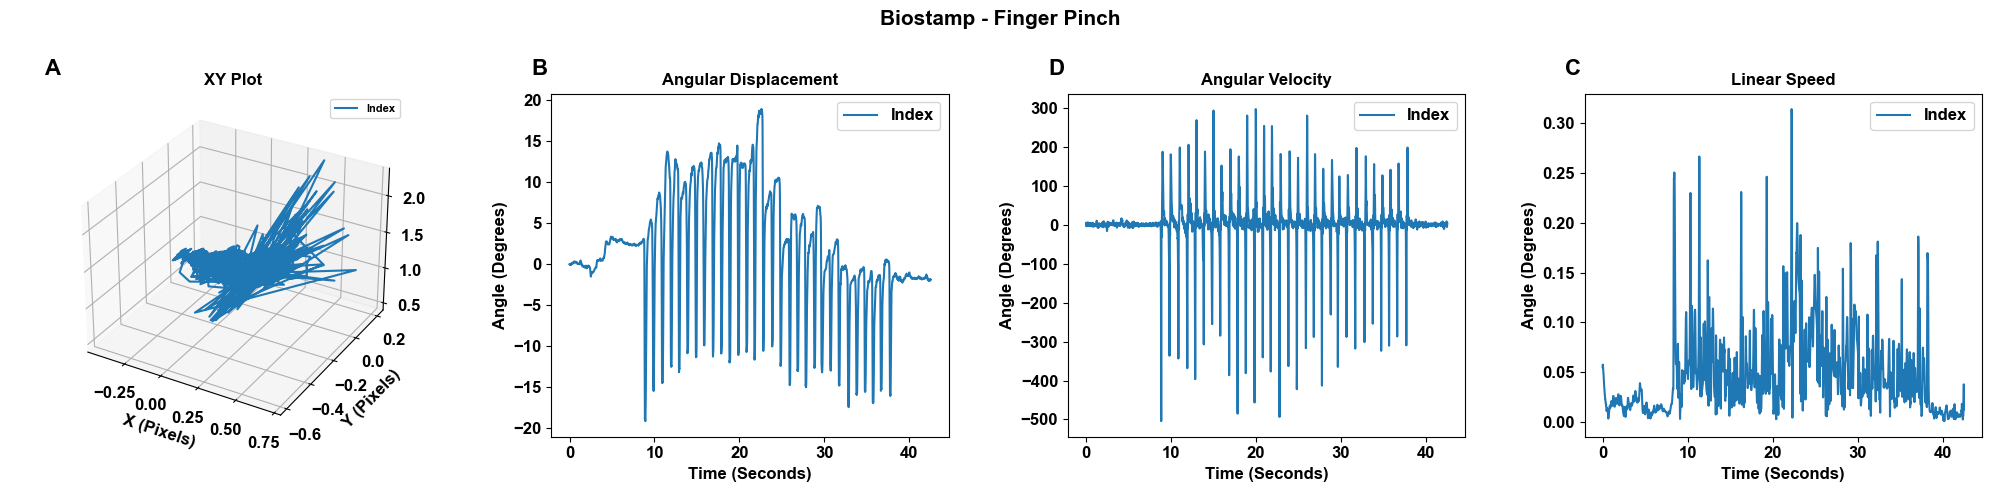 Biostamp - Finger Pinch
A
XY Plot
Index
2.0
1.5
1.0
0.5
0.2
0.0
−0.2
−0.4
−0.6
Y (Pixels)
−0.25
0.00
0.25
0.50
0.75
X (Pixels)
B
Angular Displacement
Index
20
15
10
5
0
−5
−10
−15
−20
Angle (Degrees)
0 10 20 30 40
Time (Seconds)
D
Angular Velocity
Index
300
200
100
0
−100
−200
−300
−400
−500
Angle (Degrees)
0 10 20 30 40
Time (Seconds)
C
Linear Speed
Index
0.30
0.25
0.20
0.15
0.10
0.05
0.00
Angle (Degrees)
0 10 20 30 40
Time (Seconds)